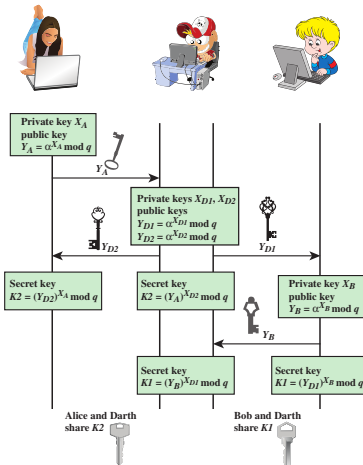 Private key X_A
public key
Y_A = α^{X_A} mod q
Y_A
Private keys X_{D1}, X_{D2}
public keys
Y_{D1} = α^{X_{D1}} mod q
Y_{D2} = α^{X_{D2}} mod q
Y_{D2}
Y_{D1}
Secret key
K2 = (Y_{D2})^{X_A} mod q
Secret key
K2 = (Y_A)^{X_{D2}} mod q
Private key X_B
public key
Y_B = α^{X_B} mod q
Y_B
Secret key
K1 = (Y_B)^{X_{D1}} mod q
Secret key
K1 = (Y_{D1})^{X_B} mod q
Alice and Darth
share K2
Bob and Darth
share K1